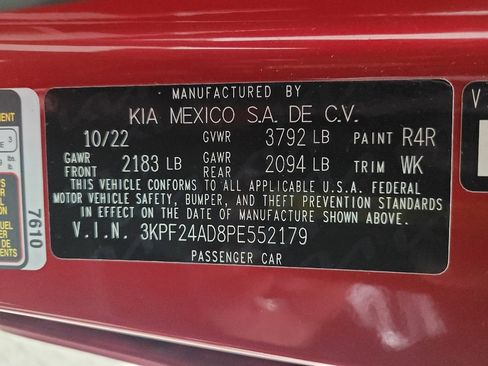 MANUFACTURED BY
KIA MEXICO S.A. DE C.V.
10/22 GVWR 3792 LB PAINT R4R
GAWR FRONT 2183 LB GAWR REAR 2094 LB TRIM WK
THIS VEHICLE CONFORMS TO ALL APPLICABLE U.S.A. FEDERAL
MOTOR VEHICLE SAFETY, BUMPER, AND THEFT PREVENTION STANDARDS
IN EFFECT ON THE DATE OF MANUFACTURE SHOWN ABOVE.
V.I.N. 3KPF24AD8PE552179
PASSENGER CAR
7610